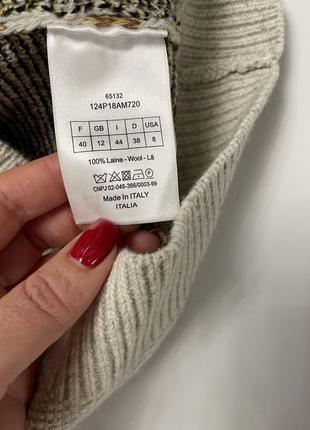 65132
124P18AM720
F GB I D USA
40 12 44 38 8
100% Laine - Wool - Lã
CNPJ 02-046-366/0003-99
Made In ITALY
ITALIA